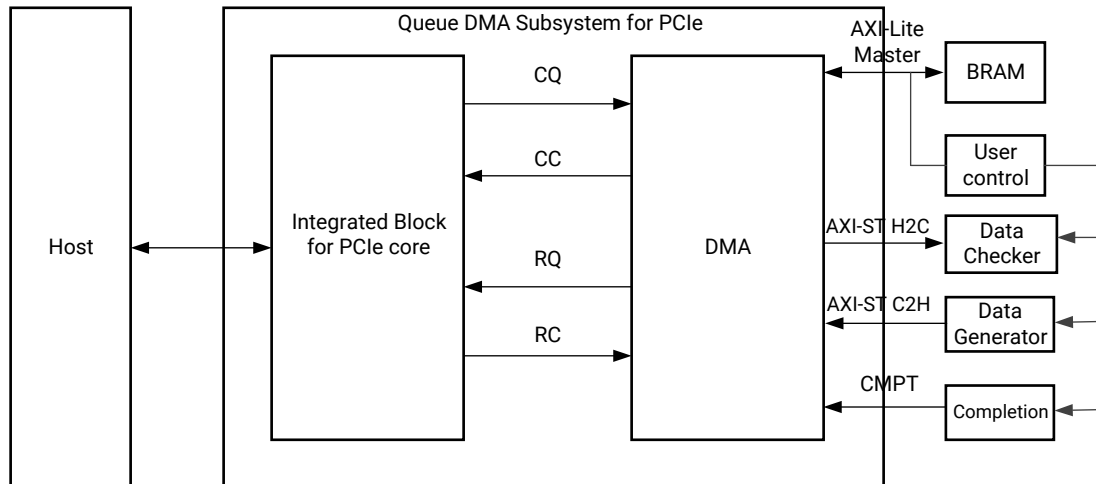 Queue DMA Subsystem for PCIe
AXI-Lite
Master
BRAM
CQ
CC
User
control
Host
Integrated Block
for PCIe core
RQ
DMA
AXI-ST H2C
Data
Checker
RC
AXI-ST C2H
Data
Generator
CMPT
Completion